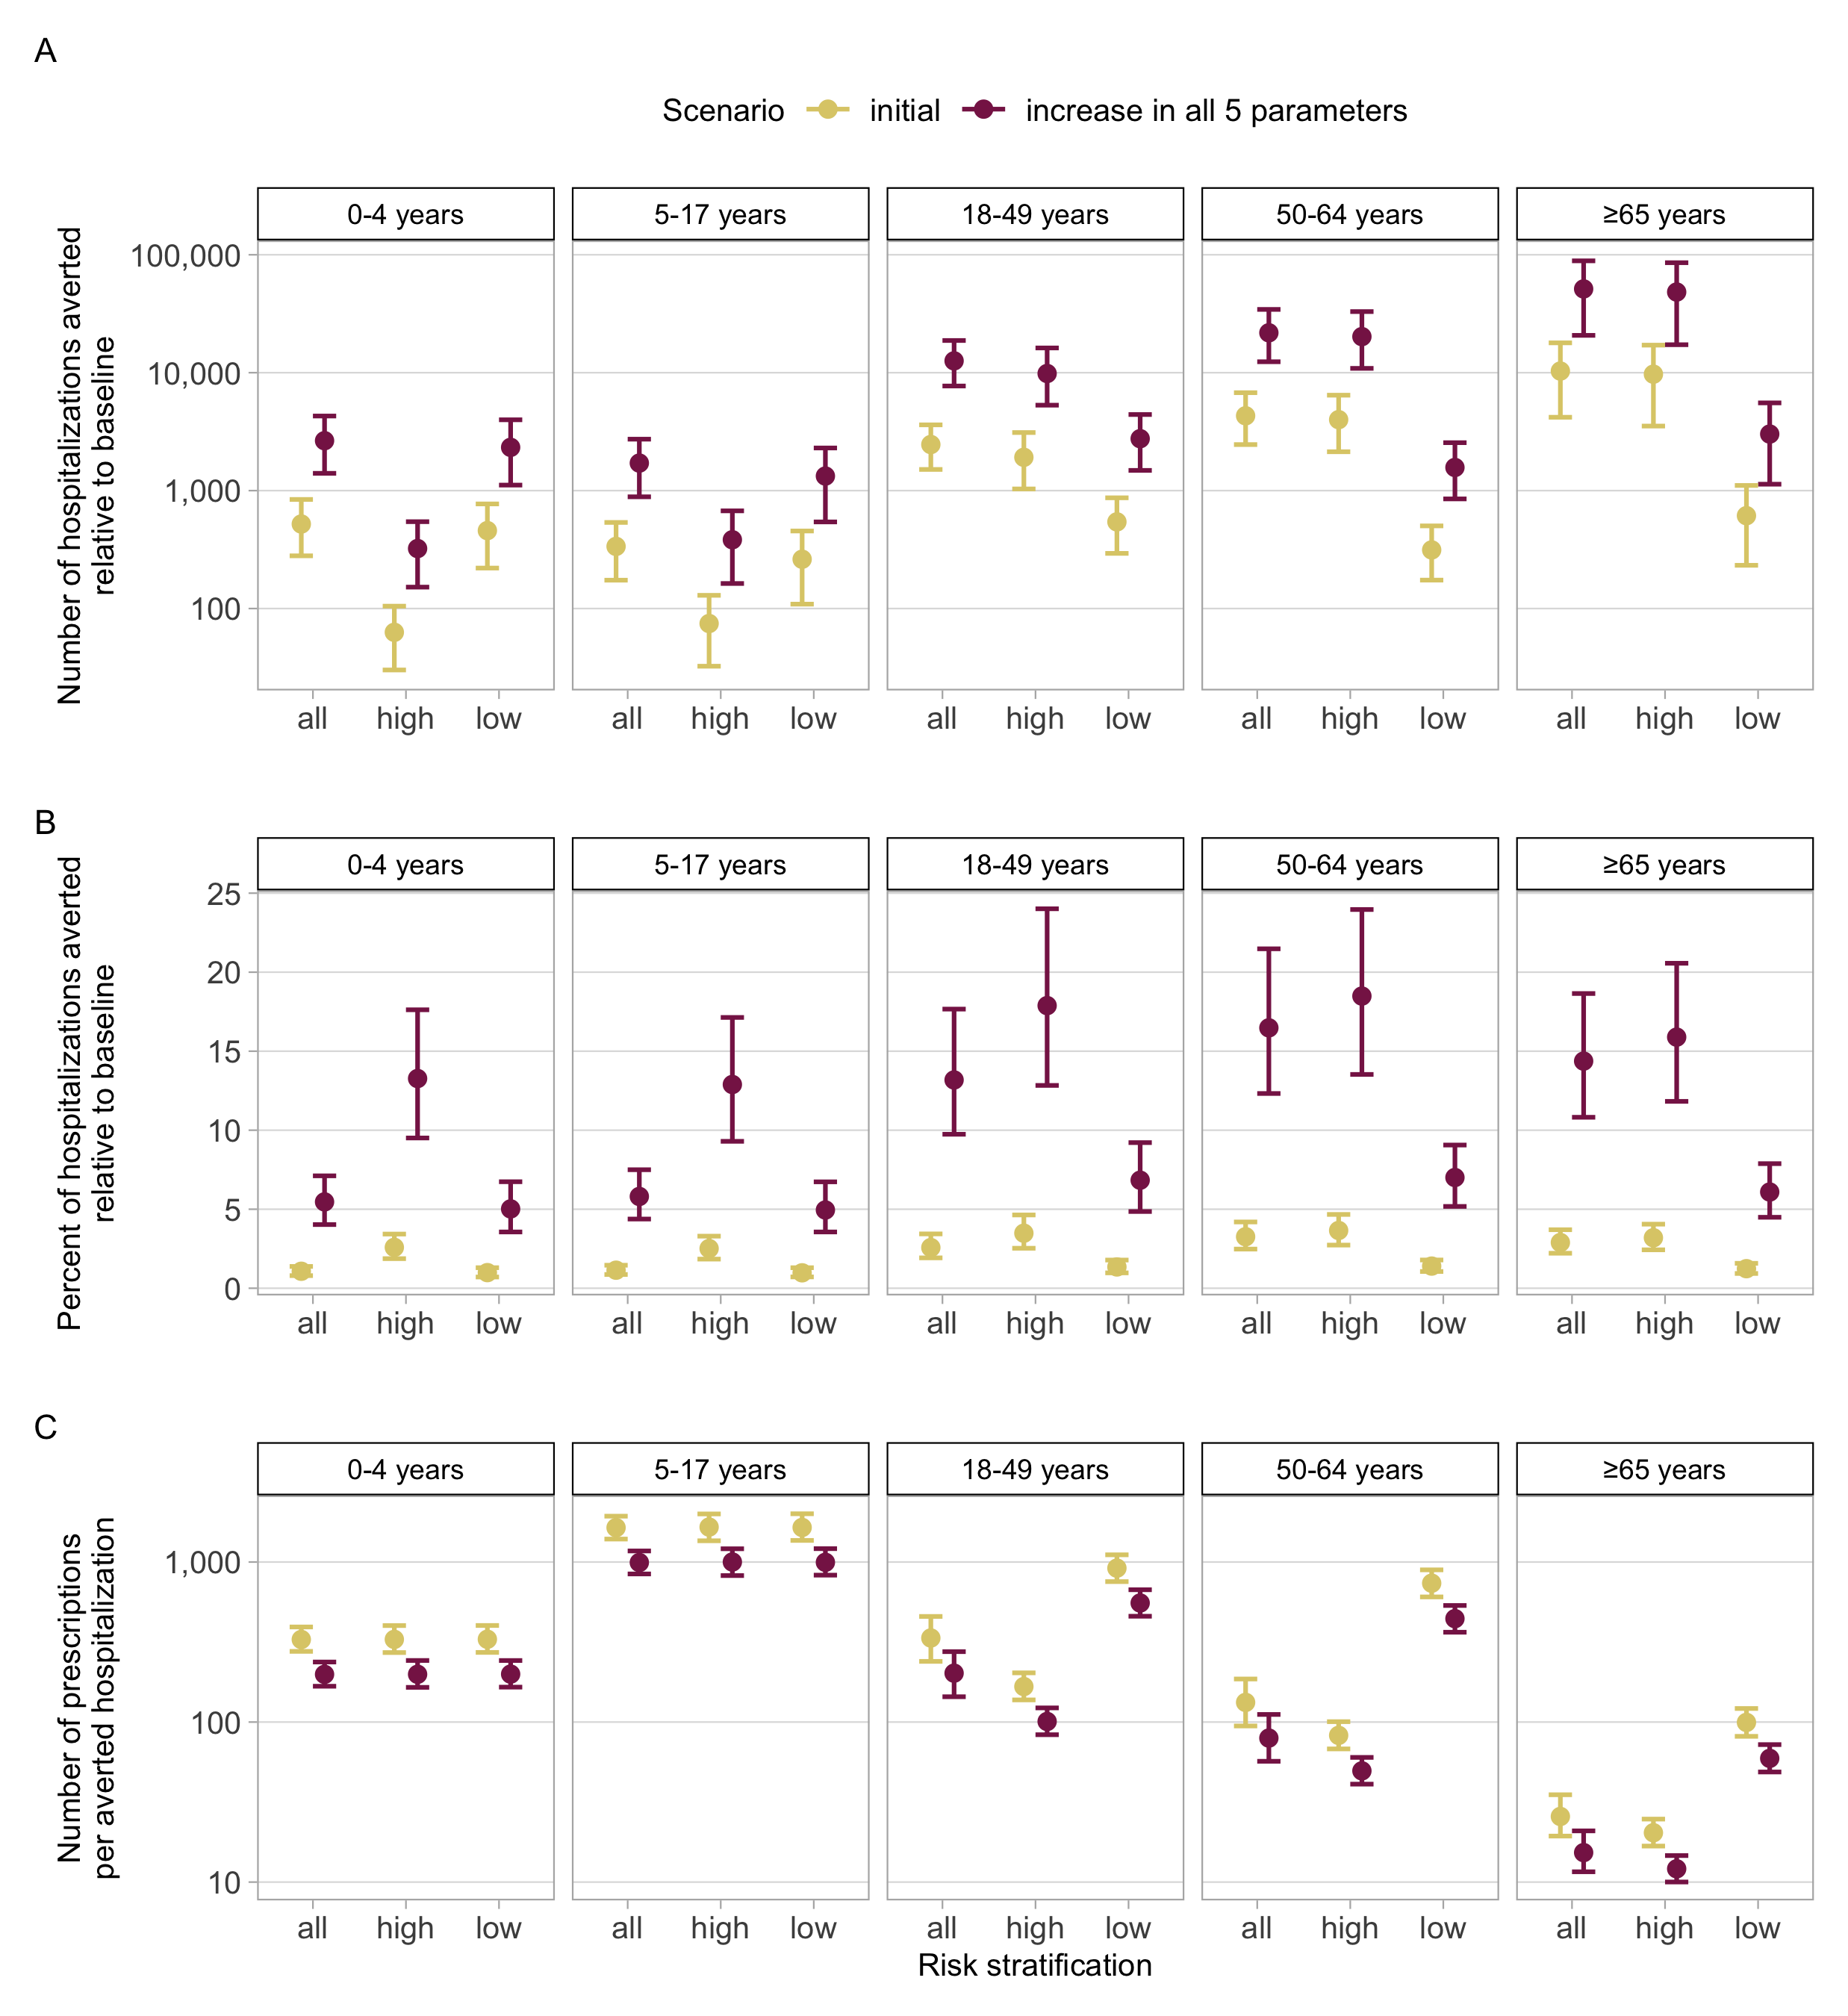 A
Scenario initial increase in all 5 parameters
0-4 years 5-17 years 18-49 years 50-64 years ≥65 years
Number of hospitalizations averted
relative to baseline
100,000
10,000
1,000
100
all high low all high low all high low all high low all high low
B
0-4 years 5-17 years 18-49 years 50-64 years ≥65 years
Percent of hospitalizations averted
relative to baseline
25
20
15
10
5
0
all high low all high low all high low all high low all high low
C
0-4 years 5-17 years 18-49 years 50-64 years ≥65 years
Number of prescriptions
per averted hospitalization
1,000
100
10
all high low all high low all high low all high low all high low
Risk stratification